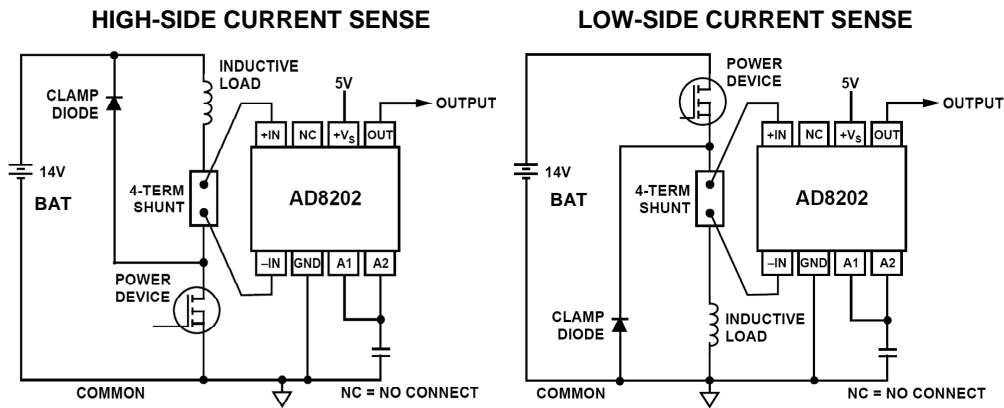 HIGH-SIDE CURRENT SENSE
INDUCTIVE
LOAD
CLAMP
DIODE
5V
OUTPUT
+IN NC +VS OUT
14V
BAT
4-TERM
SHUNT
AD8202
–IN GND A1 A2
POWER
DEVICE
COMMON
NC = NO CONNECT
LOW-SIDE CURRENT SENSE
POWER
DEVICE
5V
OUTPUT
+IN NC +VS OUT
14V
BAT
4-TERM
SHUNT
AD8202
–IN GND A1 A2
CLAMP
DIODE
INDUCTIVE
LOAD
COMMON
NC = NO CONNECT